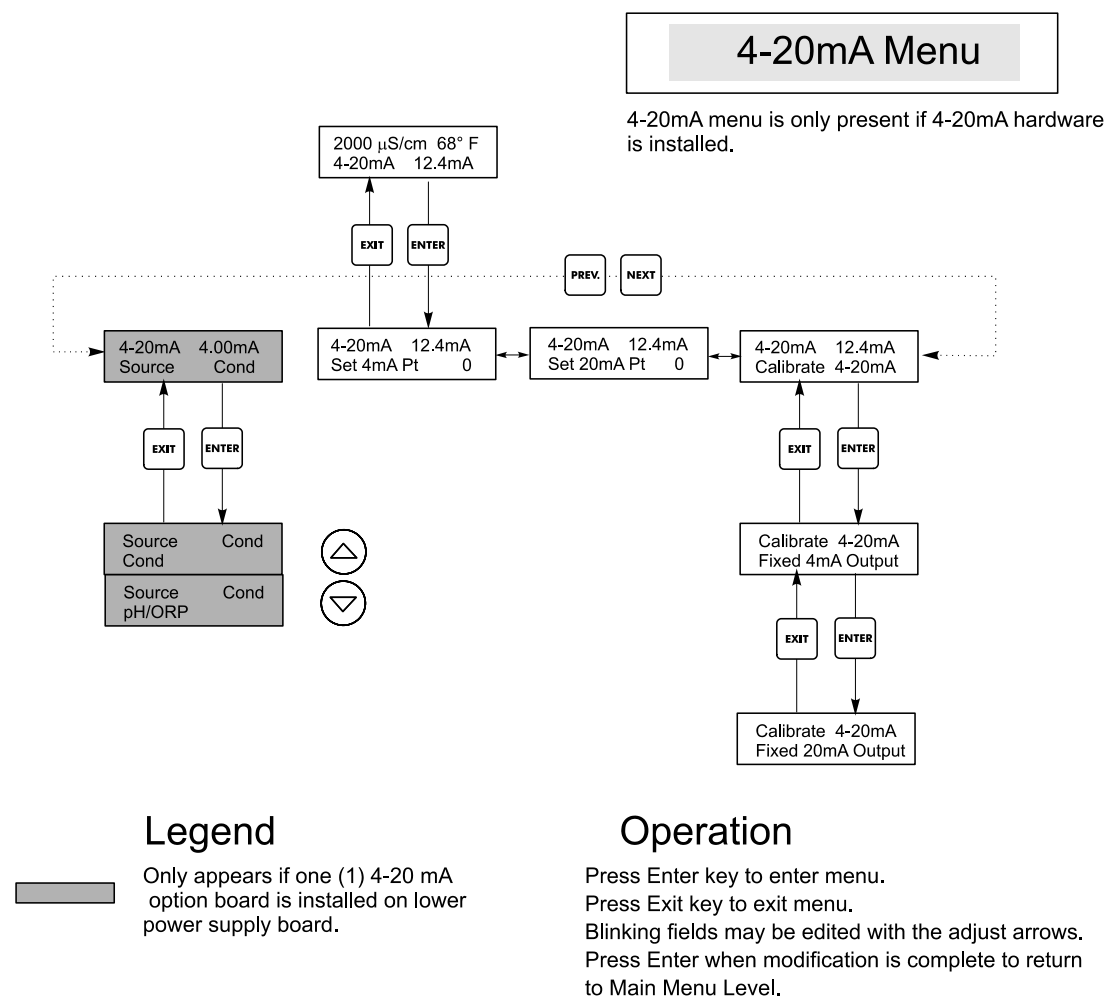 4-20mA Menu
4-20mA menu is only present if 4-20mA hardware
is installed.
2000 μS/cm 68° F
4-20mA 12.4mA
EXIT
ENTER
PREV.
NEXT
4-20mA 4.00mA
Source Cond
4-20mA 12.4mA
Set 4mA Pt 0
4-20mA 12.4mA
Set 20mA Pt 0
4-20mA 12.4mA
Calibrate 4-20mA
EXIT
ENTER
EXIT
ENTER
Source Cond
Cond
Source Cond
pH/ORP
Calibrate 4-20mA
Fixed 4mA Output
EXIT
ENTER
Calibrate 4-20mA
Fixed 20mA Output
Legend
Only appears if one (1) 4-20 mA
option board is installed on lower
power supply board.
Operation
Press Enter key to enter menu.
Press Exit key to exit menu.
Blinking fields may be edited with the adjust arrows.
Press Enter when modification is complete to return
to Main Menu Level.